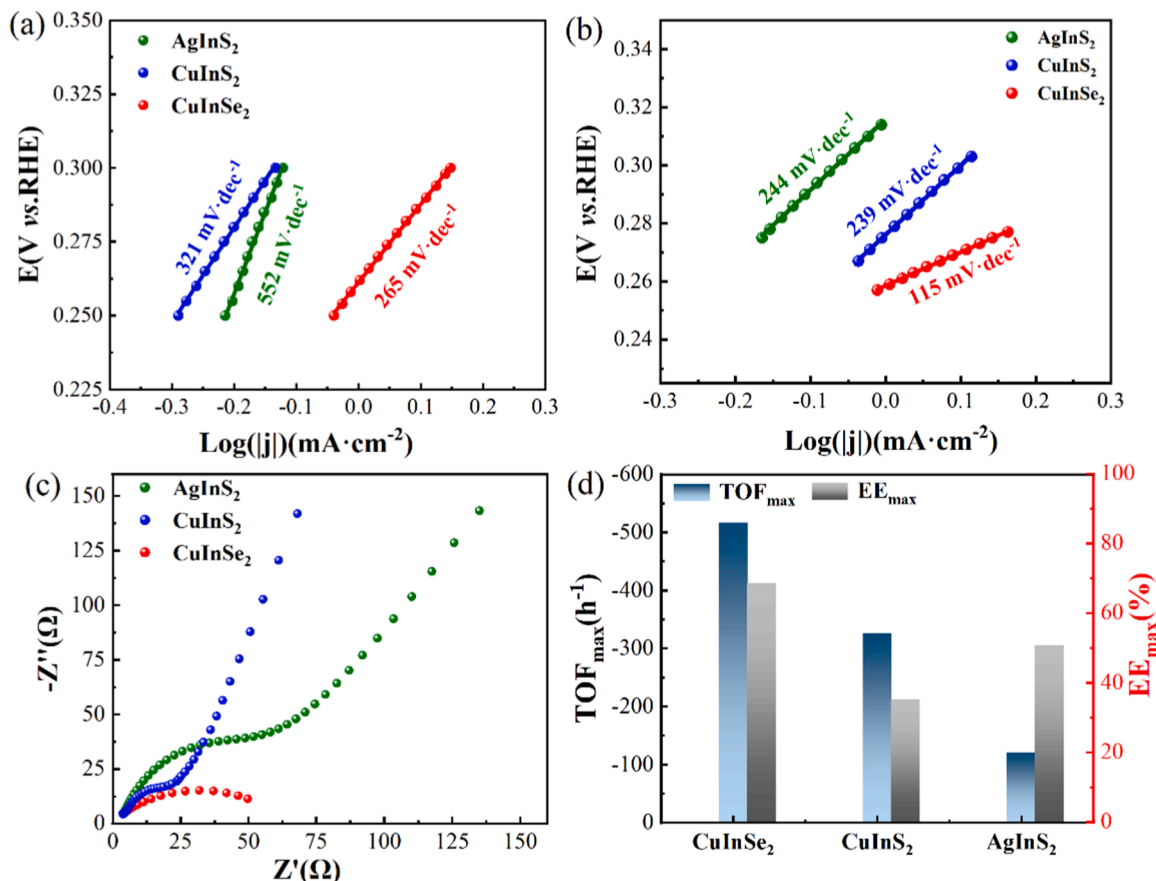 (a)
AgInS₂
CuInS₂
CuInSe₂
321 mV·dec⁻¹
552 mV·dec⁻¹
265 mV·dec⁻¹
E(V vs.RHE)
0.350
0.325
0.300
0.275
0.250
0.225
-0.4
-0.3
-0.2
-0.1
0.0
0.1
0.2
0.3
Log(|j|)(mA·cm⁻²)
(b)
AgInS₂
CuInS₂
CuInSe₂
244 mV·dec⁻¹
239 mV·dec⁻¹
115 mV·dec⁻¹
E(V vs.RHE)
0.34
0.32
0.30
0.28
0.26
0.24
-0.3
-0.2
-0.1
0.0
0.1
0.2
0.3
Log(|j|)(mA·cm⁻²)
(c)
AgInS₂
CuInS₂
CuInSe₂
-Z''(Ω)
150
125
100
75
50
25
0
0
25
50
75
100
125
150
Z'(Ω)
(d)
TOFmax
EEmax
TOFmax(h⁻¹)
-600
-500
-400
-300
-200
-100
-0
100
80
60
40
20
0
EEmax(%)
CuInSe₂
CuInS₂
AgInS₂